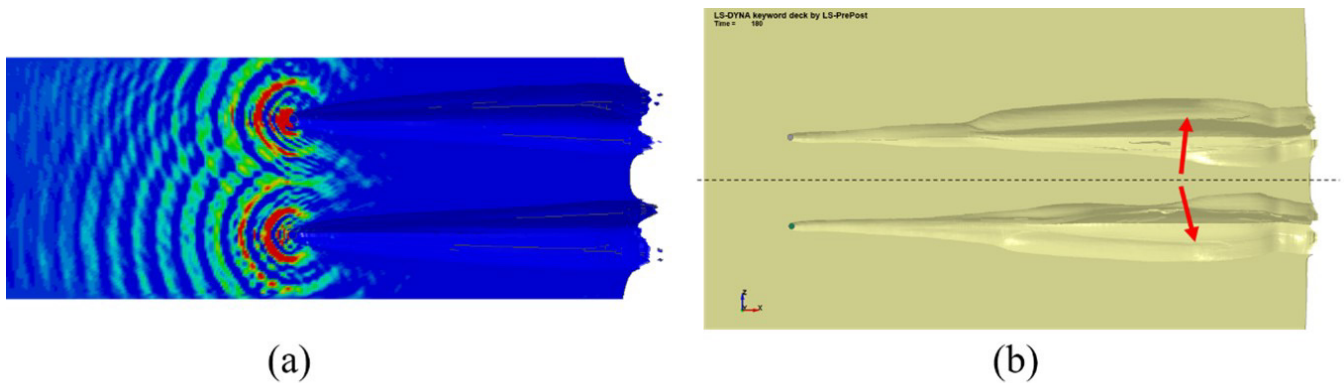 LS-DYNA keyword deck by LS-PrePost
Time = 180
Z
X
(a)
(b)